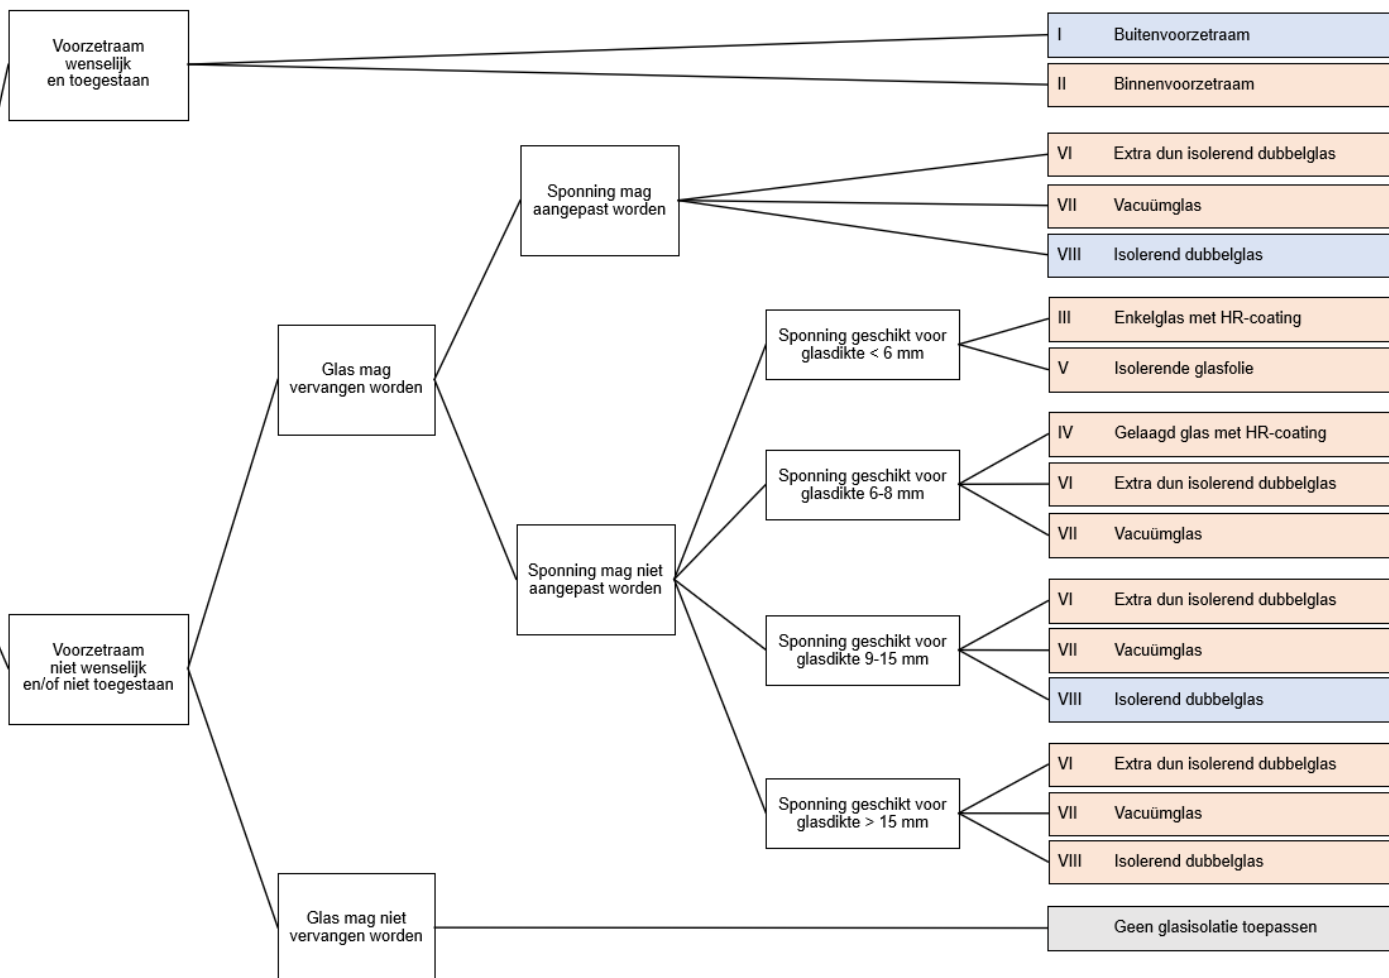 Voorzetraam
wenselijk
en toegestaan
I Buitenvoorzetraam
II Binnenvoorzetraam
Sponning mag
aangepast worden
VI Extra dun isolerend dubbelglas
VII Vacuümglas
VIII Isolerend dubbelglas
Glas mag
vervangen worden
Sponning geschikt voor
glasdikte < 6 mm
III Enkelglas met HR-coating
V Isolerende glasfolie
Sponning geschikt voor
glasdikte 6-8 mm
IV Gelaagd glas met HR-coating
VI Extra dun isolerend dubbelglas
VII Vacuümglas
Sponning mag niet
aangepast worden
Sponning geschikt voor
glasdikte 9-15 mm
VI Extra dun isolerend dubbelglas
VII Vacuümglas
VIII Isolerend dubbelglas
Voorzetraam
niet wenselijk
en/of niet toegestaan
Sponning geschikt voor
glasdikte > 15 mm
VI Extra dun isolerend dubbelglas
VII Vacuümglas
VIII Isolerend dubbelglas
Glas mag niet
vervangen worden
Geen glasisolatie toepassen